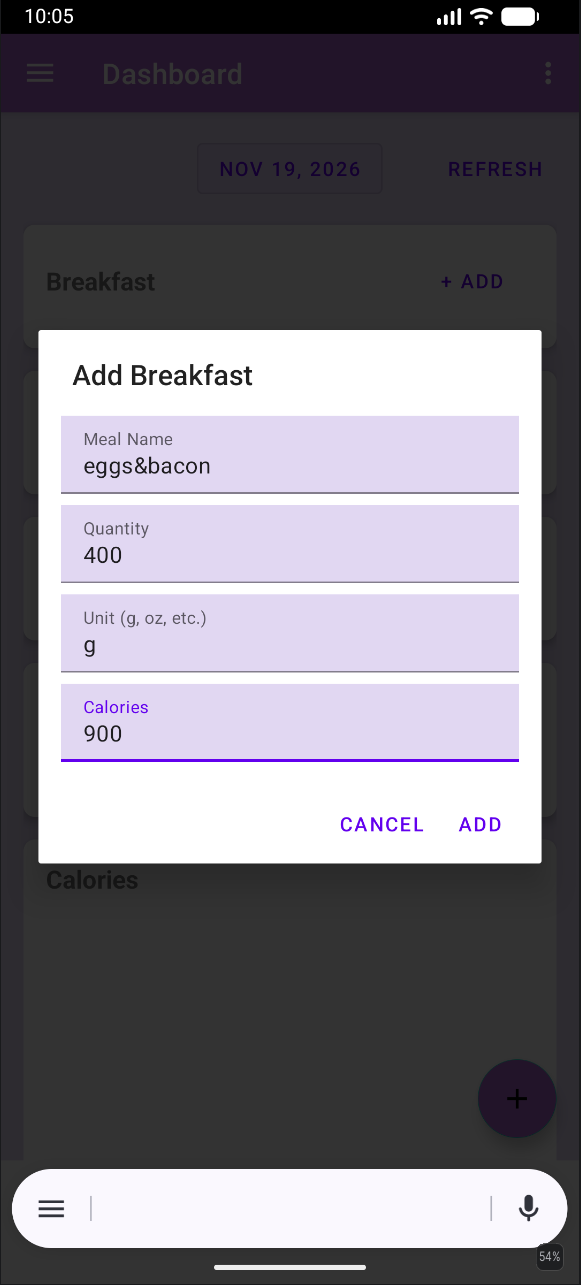 10:05
Dashboard
NOV 19, 2026
REFRESH
Breakfast
+ ADD
Add Breakfast
Meal Name
eggs&bacon
Quantity
400
Unit (g, oz, etc.)
g
Calories
900
CANCEL
ADD
Calories
54%